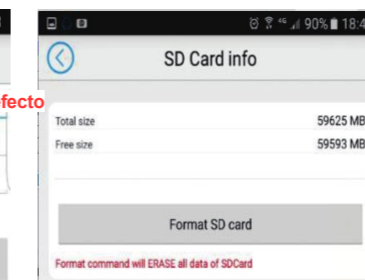 90% 18:4
SD Card info
efecto
Total size 59625 MB
Free size 59593 MB
Format SD card
Format command will ERASE all data of SDCard